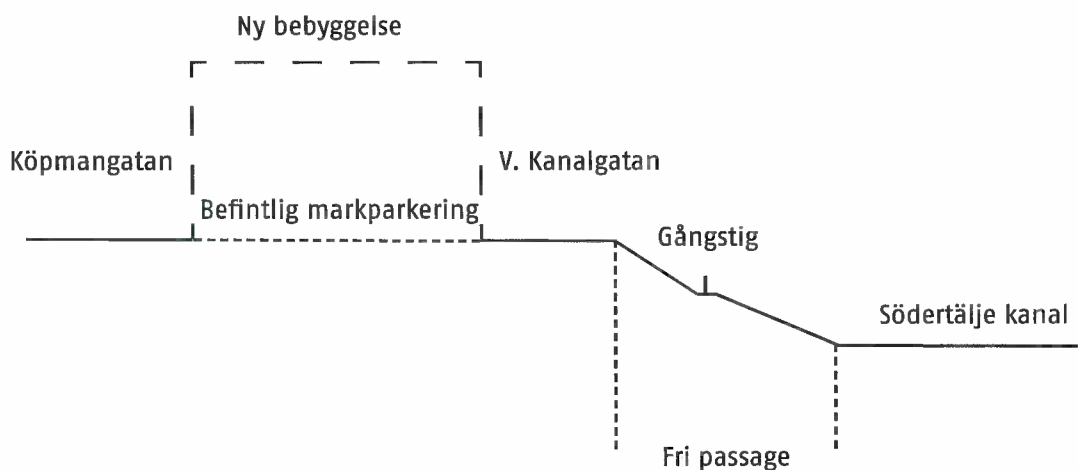 Ny bebyggelse
Köpmangatan
V. Kanalgatan
Befintlig markparkering
Gångstig
Södertälje kanal
Fri passage